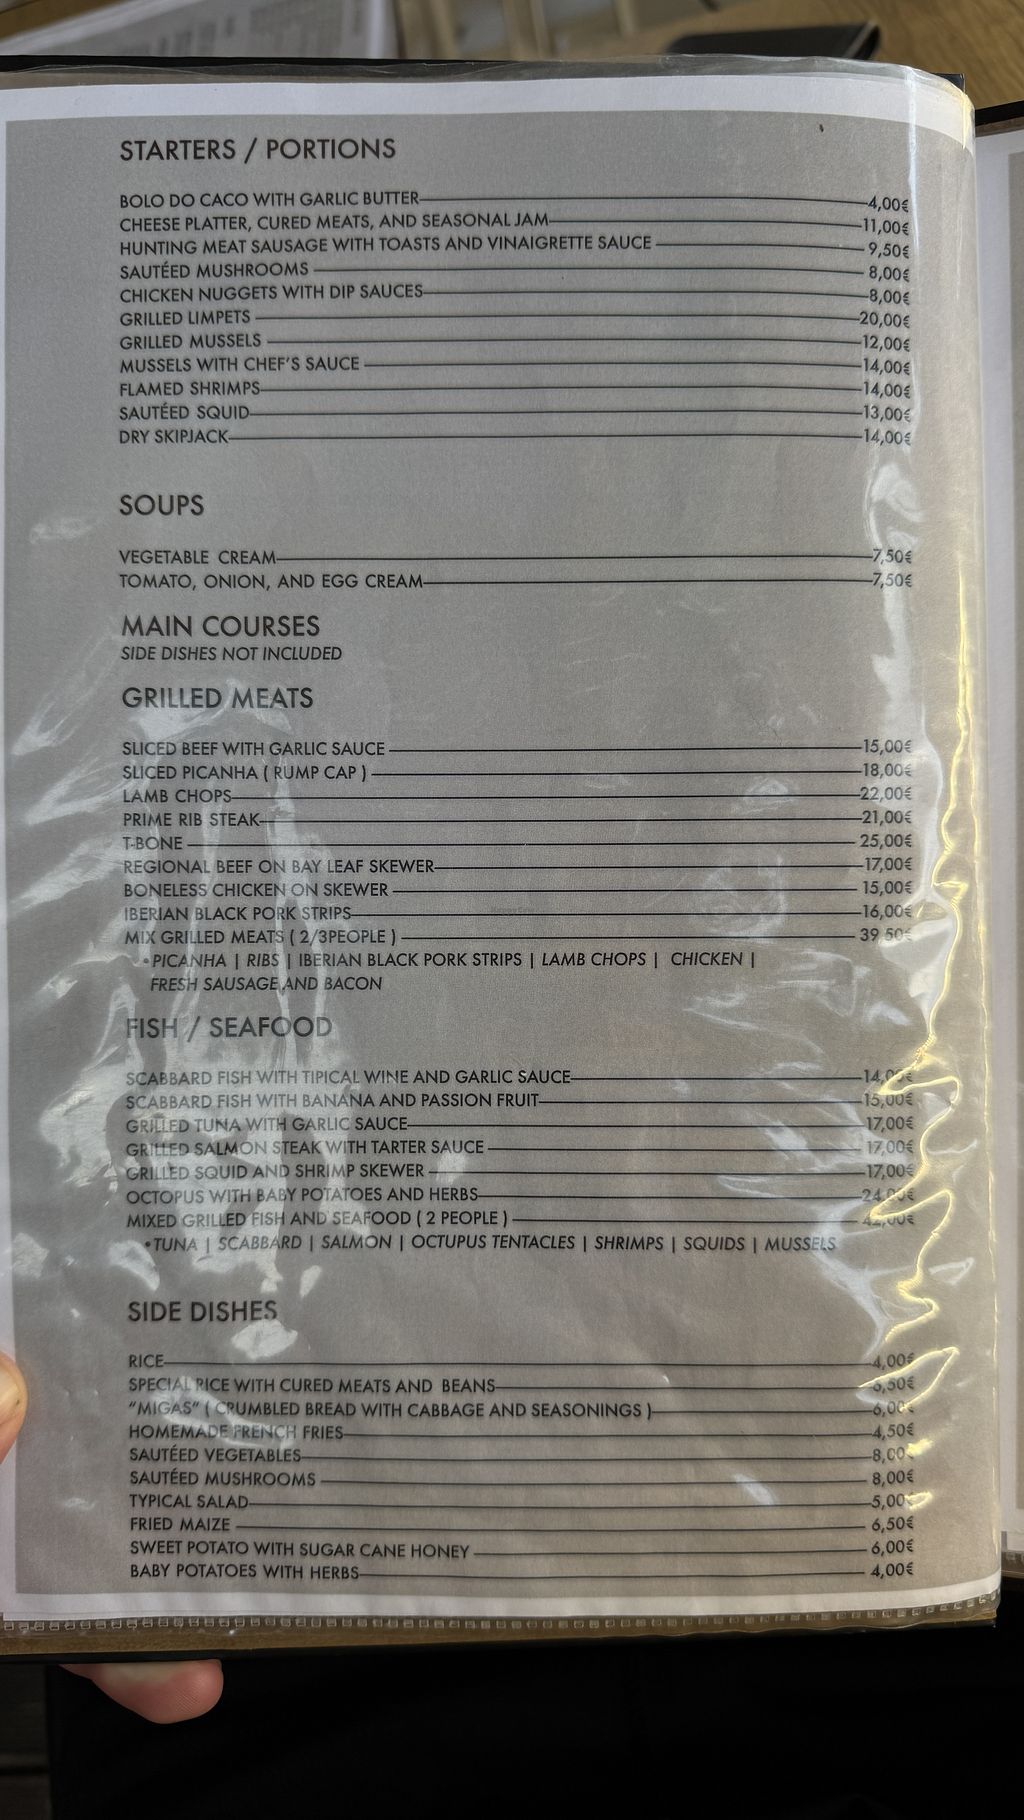 STARTERS / PORTIONS
BOLO DO CACO WITH GARLIC BUTTER 4,00€
CHEESE PLATTER, CURED MEATS, AND SEASONAL JAM 11,00€
HUNTING MEAT SAUSAGE WITH TOASTS AND VINAIGRETTE SAUCE 9,50€
SAUTÉED MUSHROOMS 8,00€
CHICKEN NUGGETS WITH DIP SAUCES 8,00€
GRILLED LIMPETS 20,00€
GRILLED MUSSELS 12,00€
MUSSELS WITH CHEF'S SAUCE 14,00€
FLAMED SHRIMPS 14,00€
SAUTÉED SQUID 13,00€
DRY SKIPJACK 14,00€
SOUPS
VEGETABLE CREAM 7,50€
TOMATO, ONION, AND EGG CREAM 7,50€
MAIN COURSES
SIDE DISHES NOT INCLUDED
GRILLED MEATS
SLICED BEEF WITH GARLIC SAUCE 15,00€
SLICED PICANHA ( RUMP CAP ) 18,00€
LAMB CHOPS 22,00€
PRIME RIB STEAK 21,00€
T-BONE 25,00€
REGIONAL BEEF ON BAY LEAF SKEWER 17,00€
BONELESS CHICKEN ON SKEWER 15,00€
IBERIAN BLACK PORK STRIPS 16,00€
MIX GRILLED MEATS ( 2/3PEOPLE ) 39,50€
•PICANHA | RIBS | IBERIAN BLACK PORK STRIPS | LAMB CHOPS | CHICKEN |
FRESH SAUSAGE AND BACON
FISH / SEAFOOD
SCABBARD FISH WITH TIPICAL WINE AND GARLIC SAUCE 14,00€
SCABBARD FISH WITH BANANA AND PASSION FRUIT 15,00€
GRILLED TUNA WITH GARLIC SAUCE 17,00€
GRILLED SALMON STEAK WITH TARTER SAUCE 17,00€
GRILLED SQUID AND SHRIMP SKEWER 17,00€
OCTOPUS WITH BABY POTATOES AND HERBS 24,00€
MIXED GRILLED FISH AND SEAFOOD ( 2 PEOPLE ) 42,00€
•TUNA | SCABBARD | SALMON | OCTUPUS TENTACLES | SHRIMPS | SQUIDS | MUSSELS
SIDE DISHES
RICE 4,00€
SPECIAL RICE WITH CURED MEATS AND BEANS
"MIGAS" ( CRUMBLED BREAD WITH CABBAGE AND SEASONINGS ) 6,00€
HOMEMADE FRENCH FRIES 4,50€
SAUTÉED VEGETABLES 8,00€
SAUTÉED MUSHROOMS 8,00€
TYPICAL SALAD 5,00€
FRIED MAIZE 6,50€
SWEET POTATO WITH SUGAR CANE HONEY 6,00€
BABY POTATOES WITH HERBS 4,00€